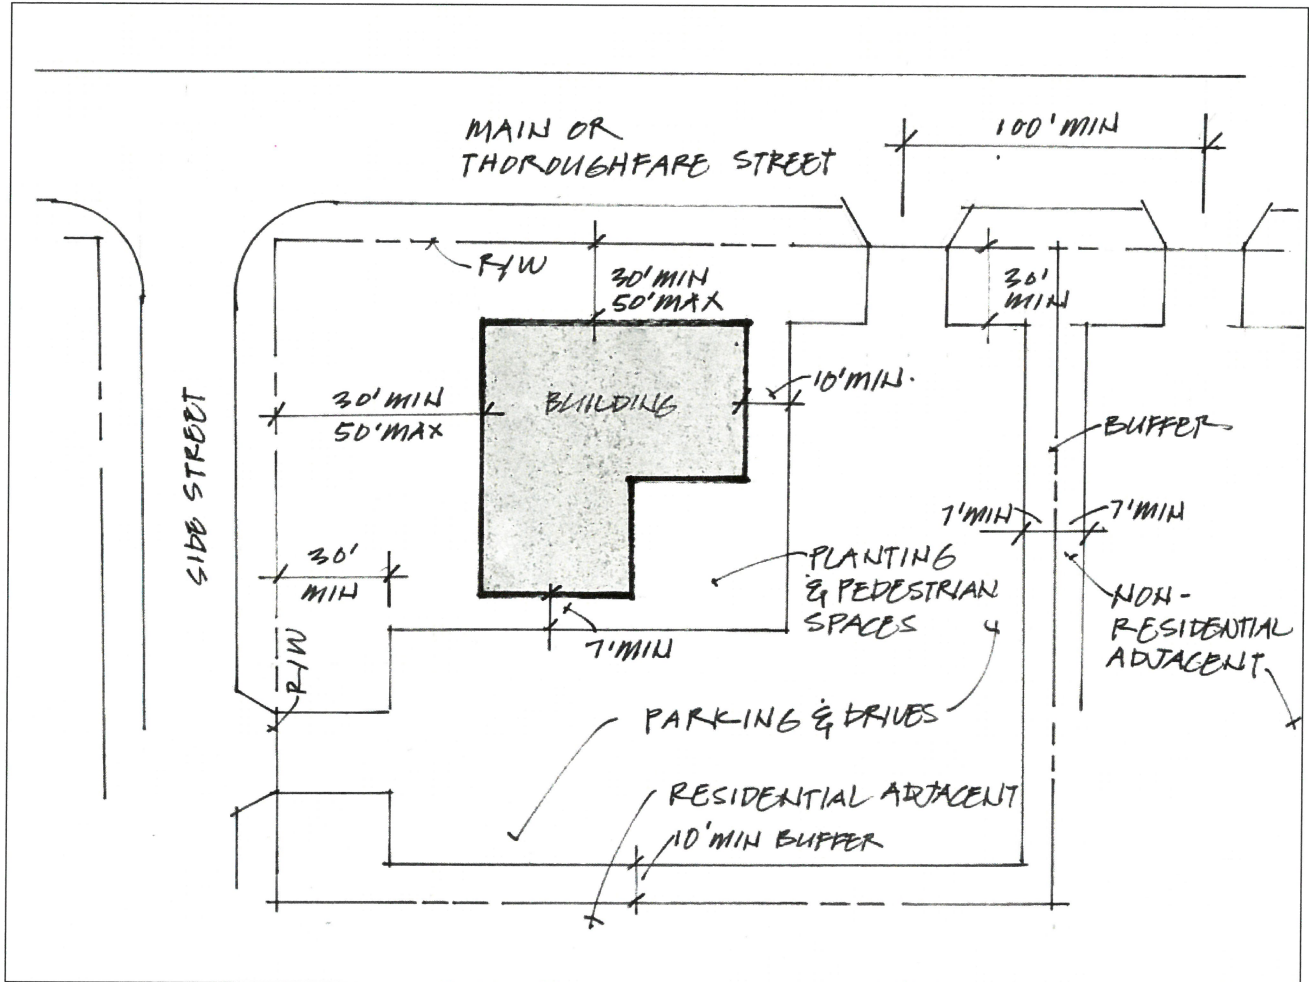 MAIN OR
THOROUGHFARE STREET
100' MIN
R/W
30' MIN
50' MAX
30'
MIN
10' MIN.
30' MIN
50' MAX
BUILDING
BUFFER
SIDE STREET
7' MIN
7' MIN
30'
MIN
PLANTING
& PEDESTRIAN
SPACES
NON-
RESIDENTIAL
ADJACENT
7' MIN
R/W
PARKING & DRIVES
RESIDENTIAL ADJACENT
10' MIN BUFFER